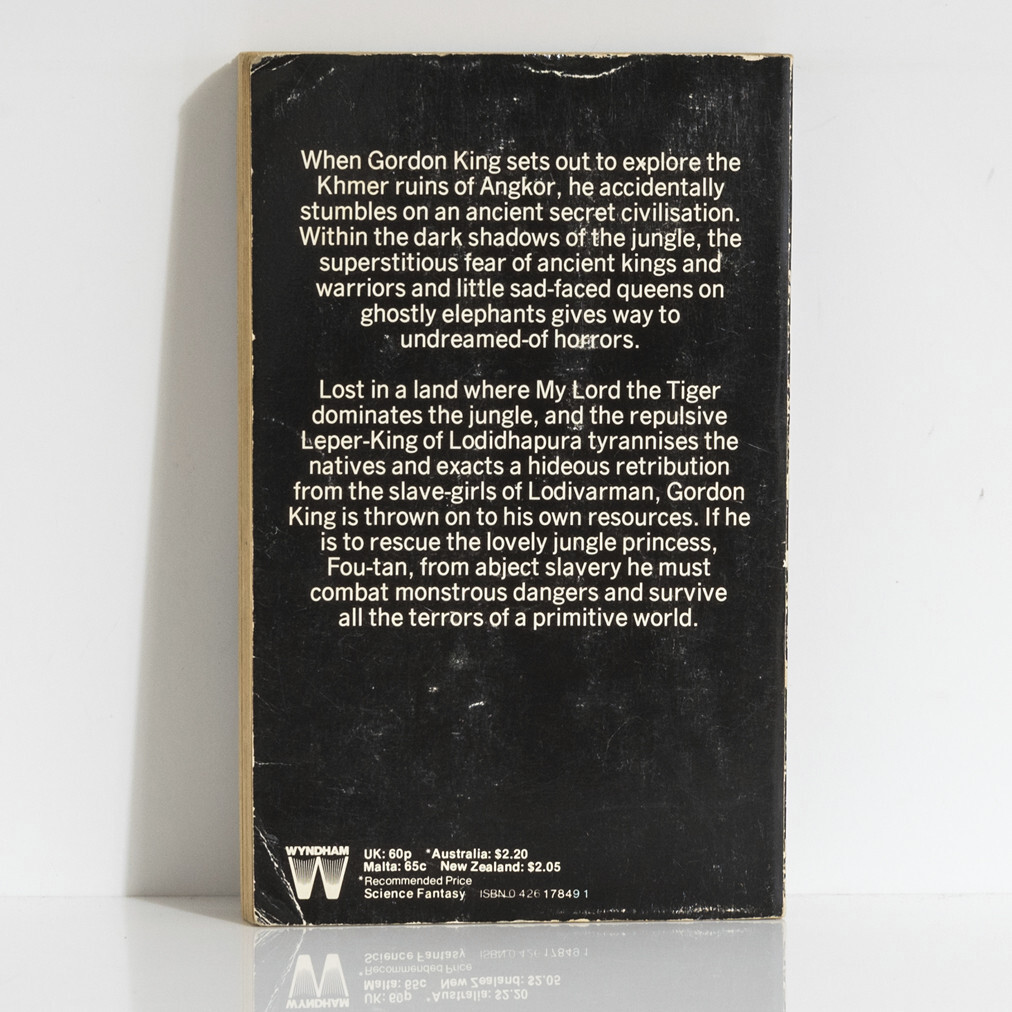 When Gordon King sets out to explore the
Khmer ruins of Angkor, he accidentally
stumbles on an ancient secret civilisation.
Within the dark shadows of the jungle, the
superstitious fear of ancient kings and
warriors and little sad-faced queens on
ghostly elephants gives way to
undreamed-of horrors.
Lost in a land where My Lord the Tiger
dominates the jungle, and the repulsive
Leper-King of Lodidhapura tyrannises the
natives and exacts a hideous retribution
from the slave-girls of Lodivarman, Gordon
King is thrown on to his own resources. If he
is to rescue the lovely jungle princess,
Fou-tan, from abject slavery he must
combat monstrous dangers and survive
all the terrors of a primitive world.
WYNDHAM
W
UK: 60p *Australia: $2.20
Malta: 65c New Zealand: $2.05
*Recommended Price
Science Fantasy ISBN 0 426 17849 1